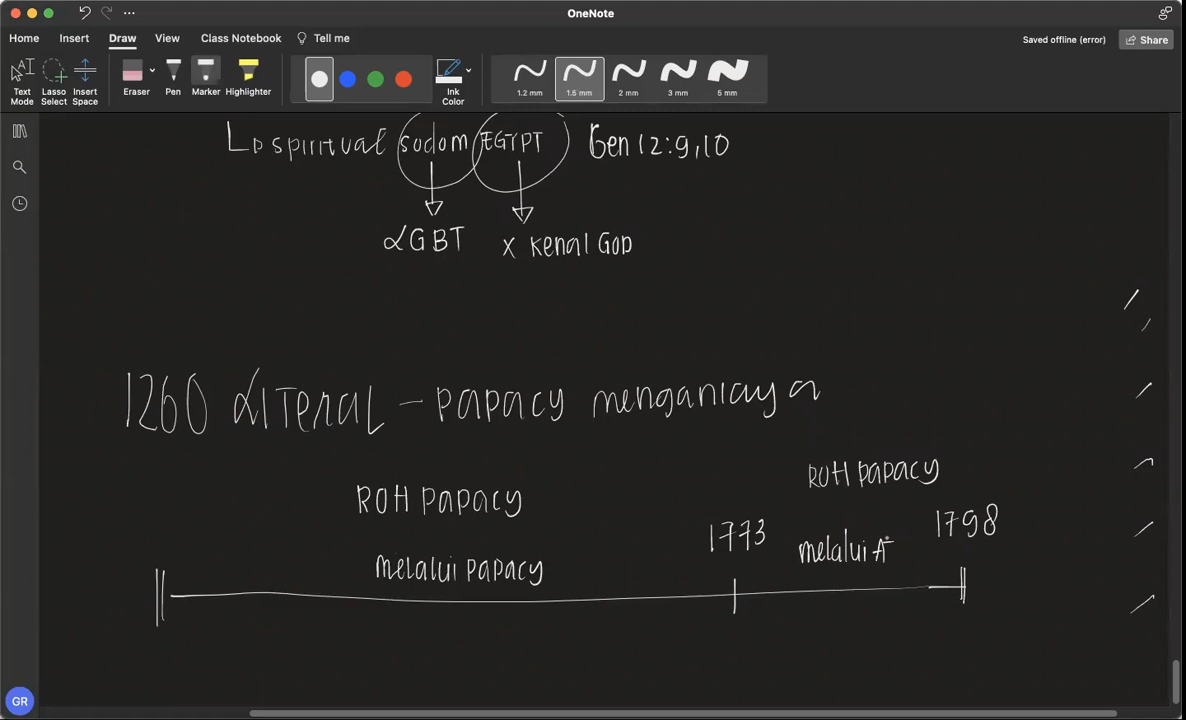 OneNote
Home Insert Draw View Class Notebook Tell me
Saved offline (error) Share
Text Mode
Lasso Select
Insert Space
Eraser
Pen
Marker
Highlighter
Ink Color
1.2 mm
1.5 mm
2 mm
3 mm
5 mm
spiritual sodom EGYPT Gen 12:9,10
LGBT x kenal GOD
1260 Literal - papacy menganiaya
ROH papacy
ROH papacy
1773
1798
melalui papacy
melalui A
GR